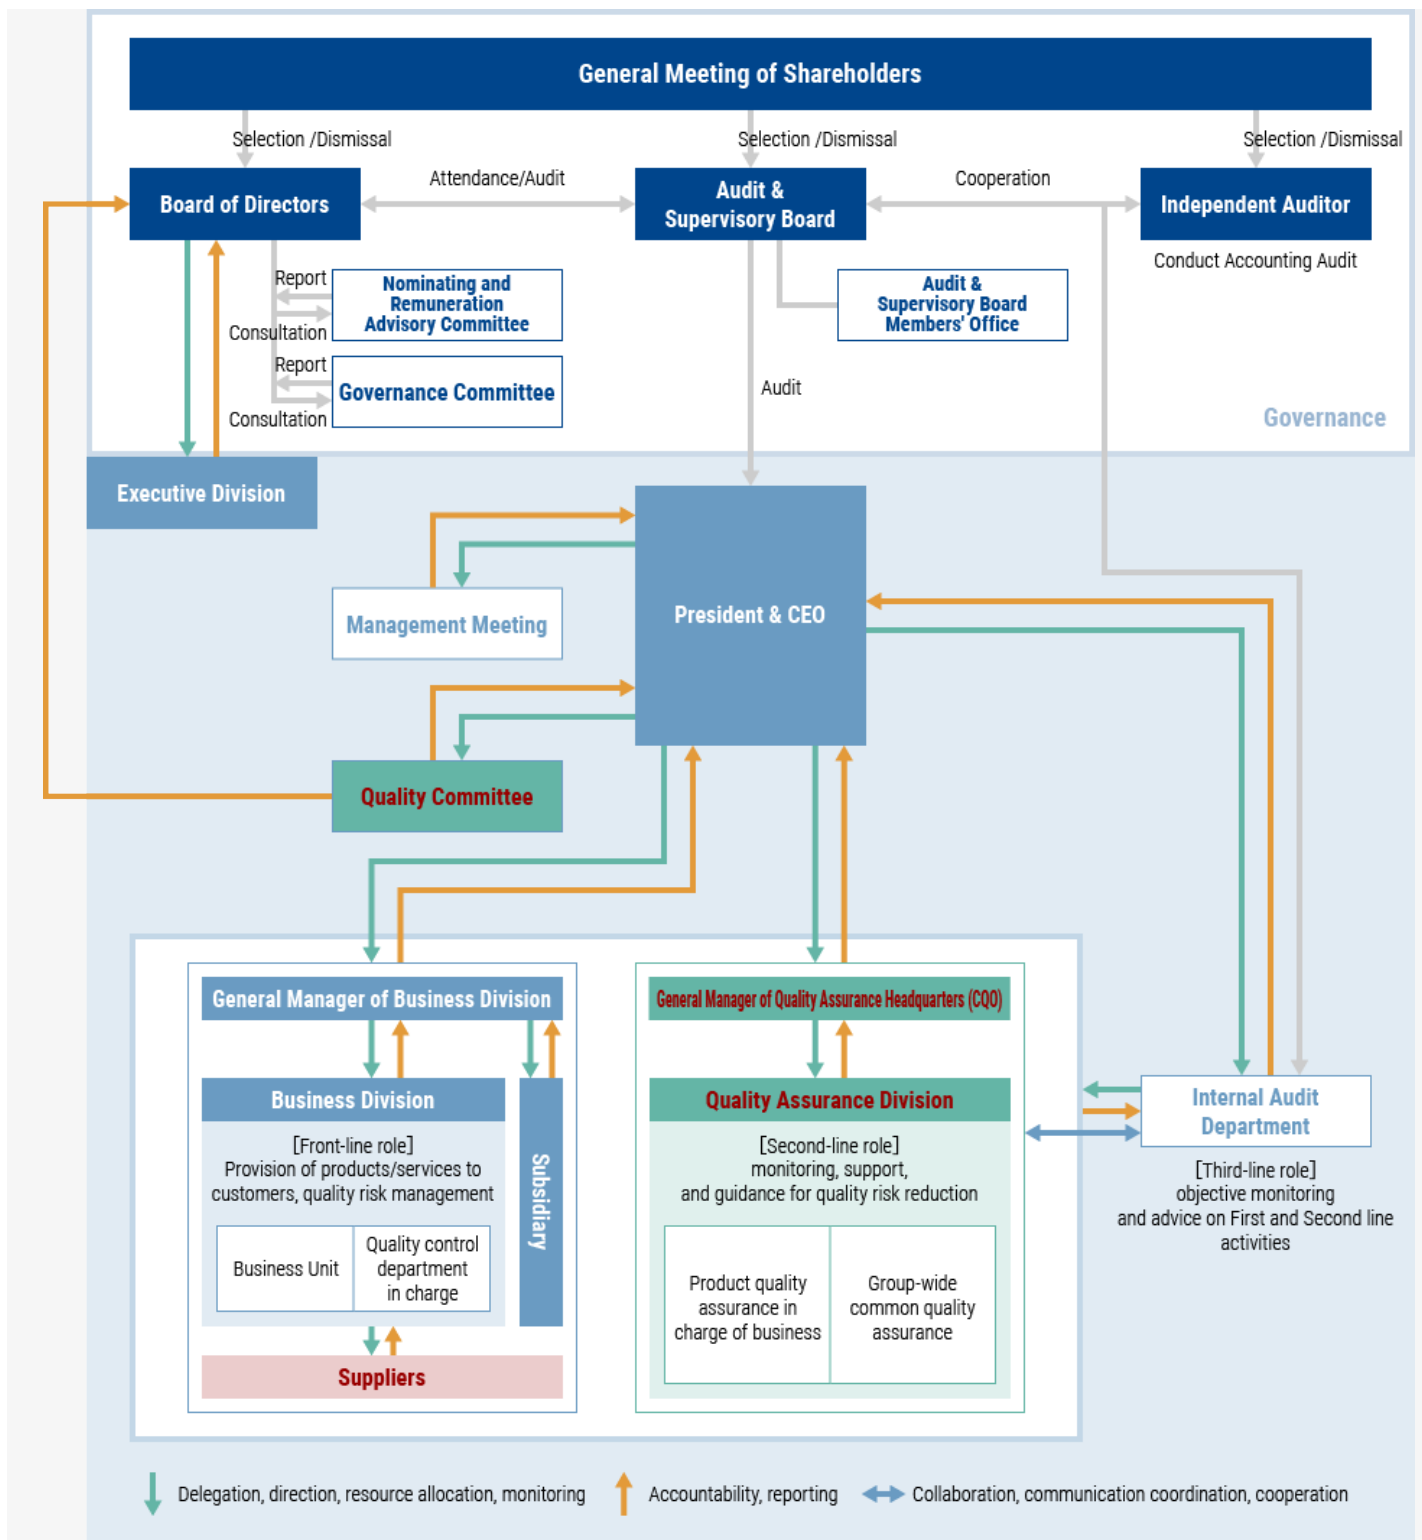 General Meeting of Shareholders
Selection /Dismissal
Selection /Dismissal
Selection /Dismissal
Board of Directors
Attendance/Audit
Audit &
Supervisory Board
Cooperation
Independent Auditor
Conduct Accounting Audit
Report
Nominating and
Remuneration
Advisory Committee
Consultation
Report
Governance Committee
Consultation
Audit &
Supervisory Board
Members' Office
Audit
Governance
Executive Division
President & CEO
Management Meeting
Quality Committee
General Manager of Business Division
Business Division
[Front-line role]
Provision of products/services to
customers, quality risk management
Business Unit
Quality control
department
in charge
Subsidiary
Suppliers
General Manager of Quality Assurance Headquarters (CQO)
Quality Assurance Division
[Second-line role]
monitoring, support,
and guidance for quality risk reduction
Product quality
assurance in
charge of business
Group-wide
common quality
assurance
Internal Audit
Department
[Third-line role]
objective monitoring
and advice on First and Second line
activities
Delegation, direction, resource allocation, monitoring
Accountability, reporting
Collaboration, communication coordination, cooperation